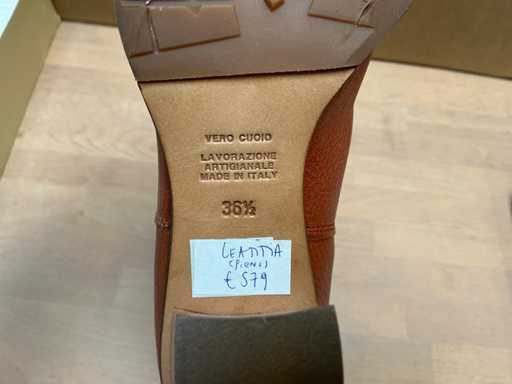 VERO CUOIO
LAVORAZIONE
ARTIGIANALE
MADE IN ITALY
36½
€ 579